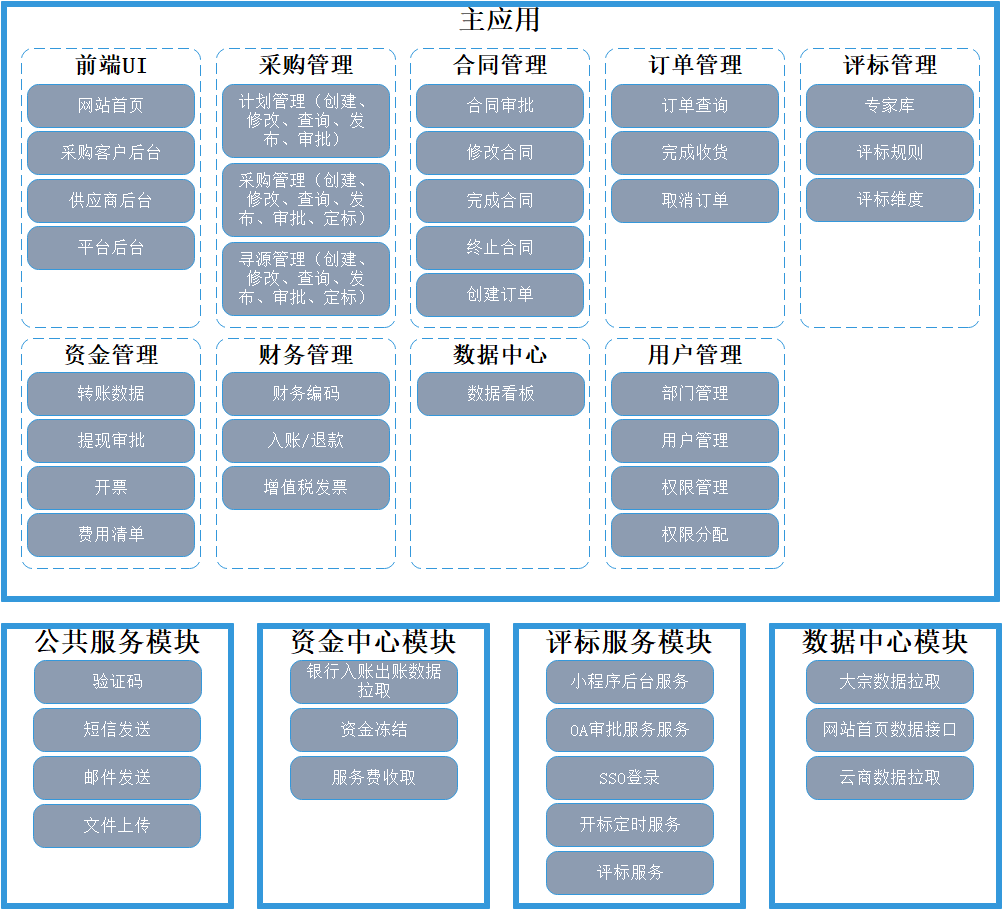 主应用
前端UI
网站首页
采购客户后台
供应商后台
平台后台
采购管理
计划管理（创建、
修改、查询、发
布、审批）
采购管理（创建、
修改、查询、发
布、审批、定标）
寻源管理（创建、
修改、查询、发
布、审批、定标）
合同管理
合同审批
修改合同
完成合同
终止合同
创建订单
订单管理
订单查询
完成收货
取消订单
评标管理
专家库
评标规则
评标维度
资金管理
转账数据
提现审批
开票
费用清单
财务管理
财务编码
入账/退款
增值税发票
数据中心
数据看板
用户管理
部门管理
用户管理
权限管理
权限分配
公共服务模块
验证码
短信发送
邮件发送
文件上传
资金中心模块
银行入账出账数据
拉取
资金冻结
服务费收取
评标服务模块
小程序后台服务
OA审批服务服务
SSO登录
开标定时服务
评标服务
数据中心模块
大宗数据拉取
网站首页数据接口
云商数据拉取